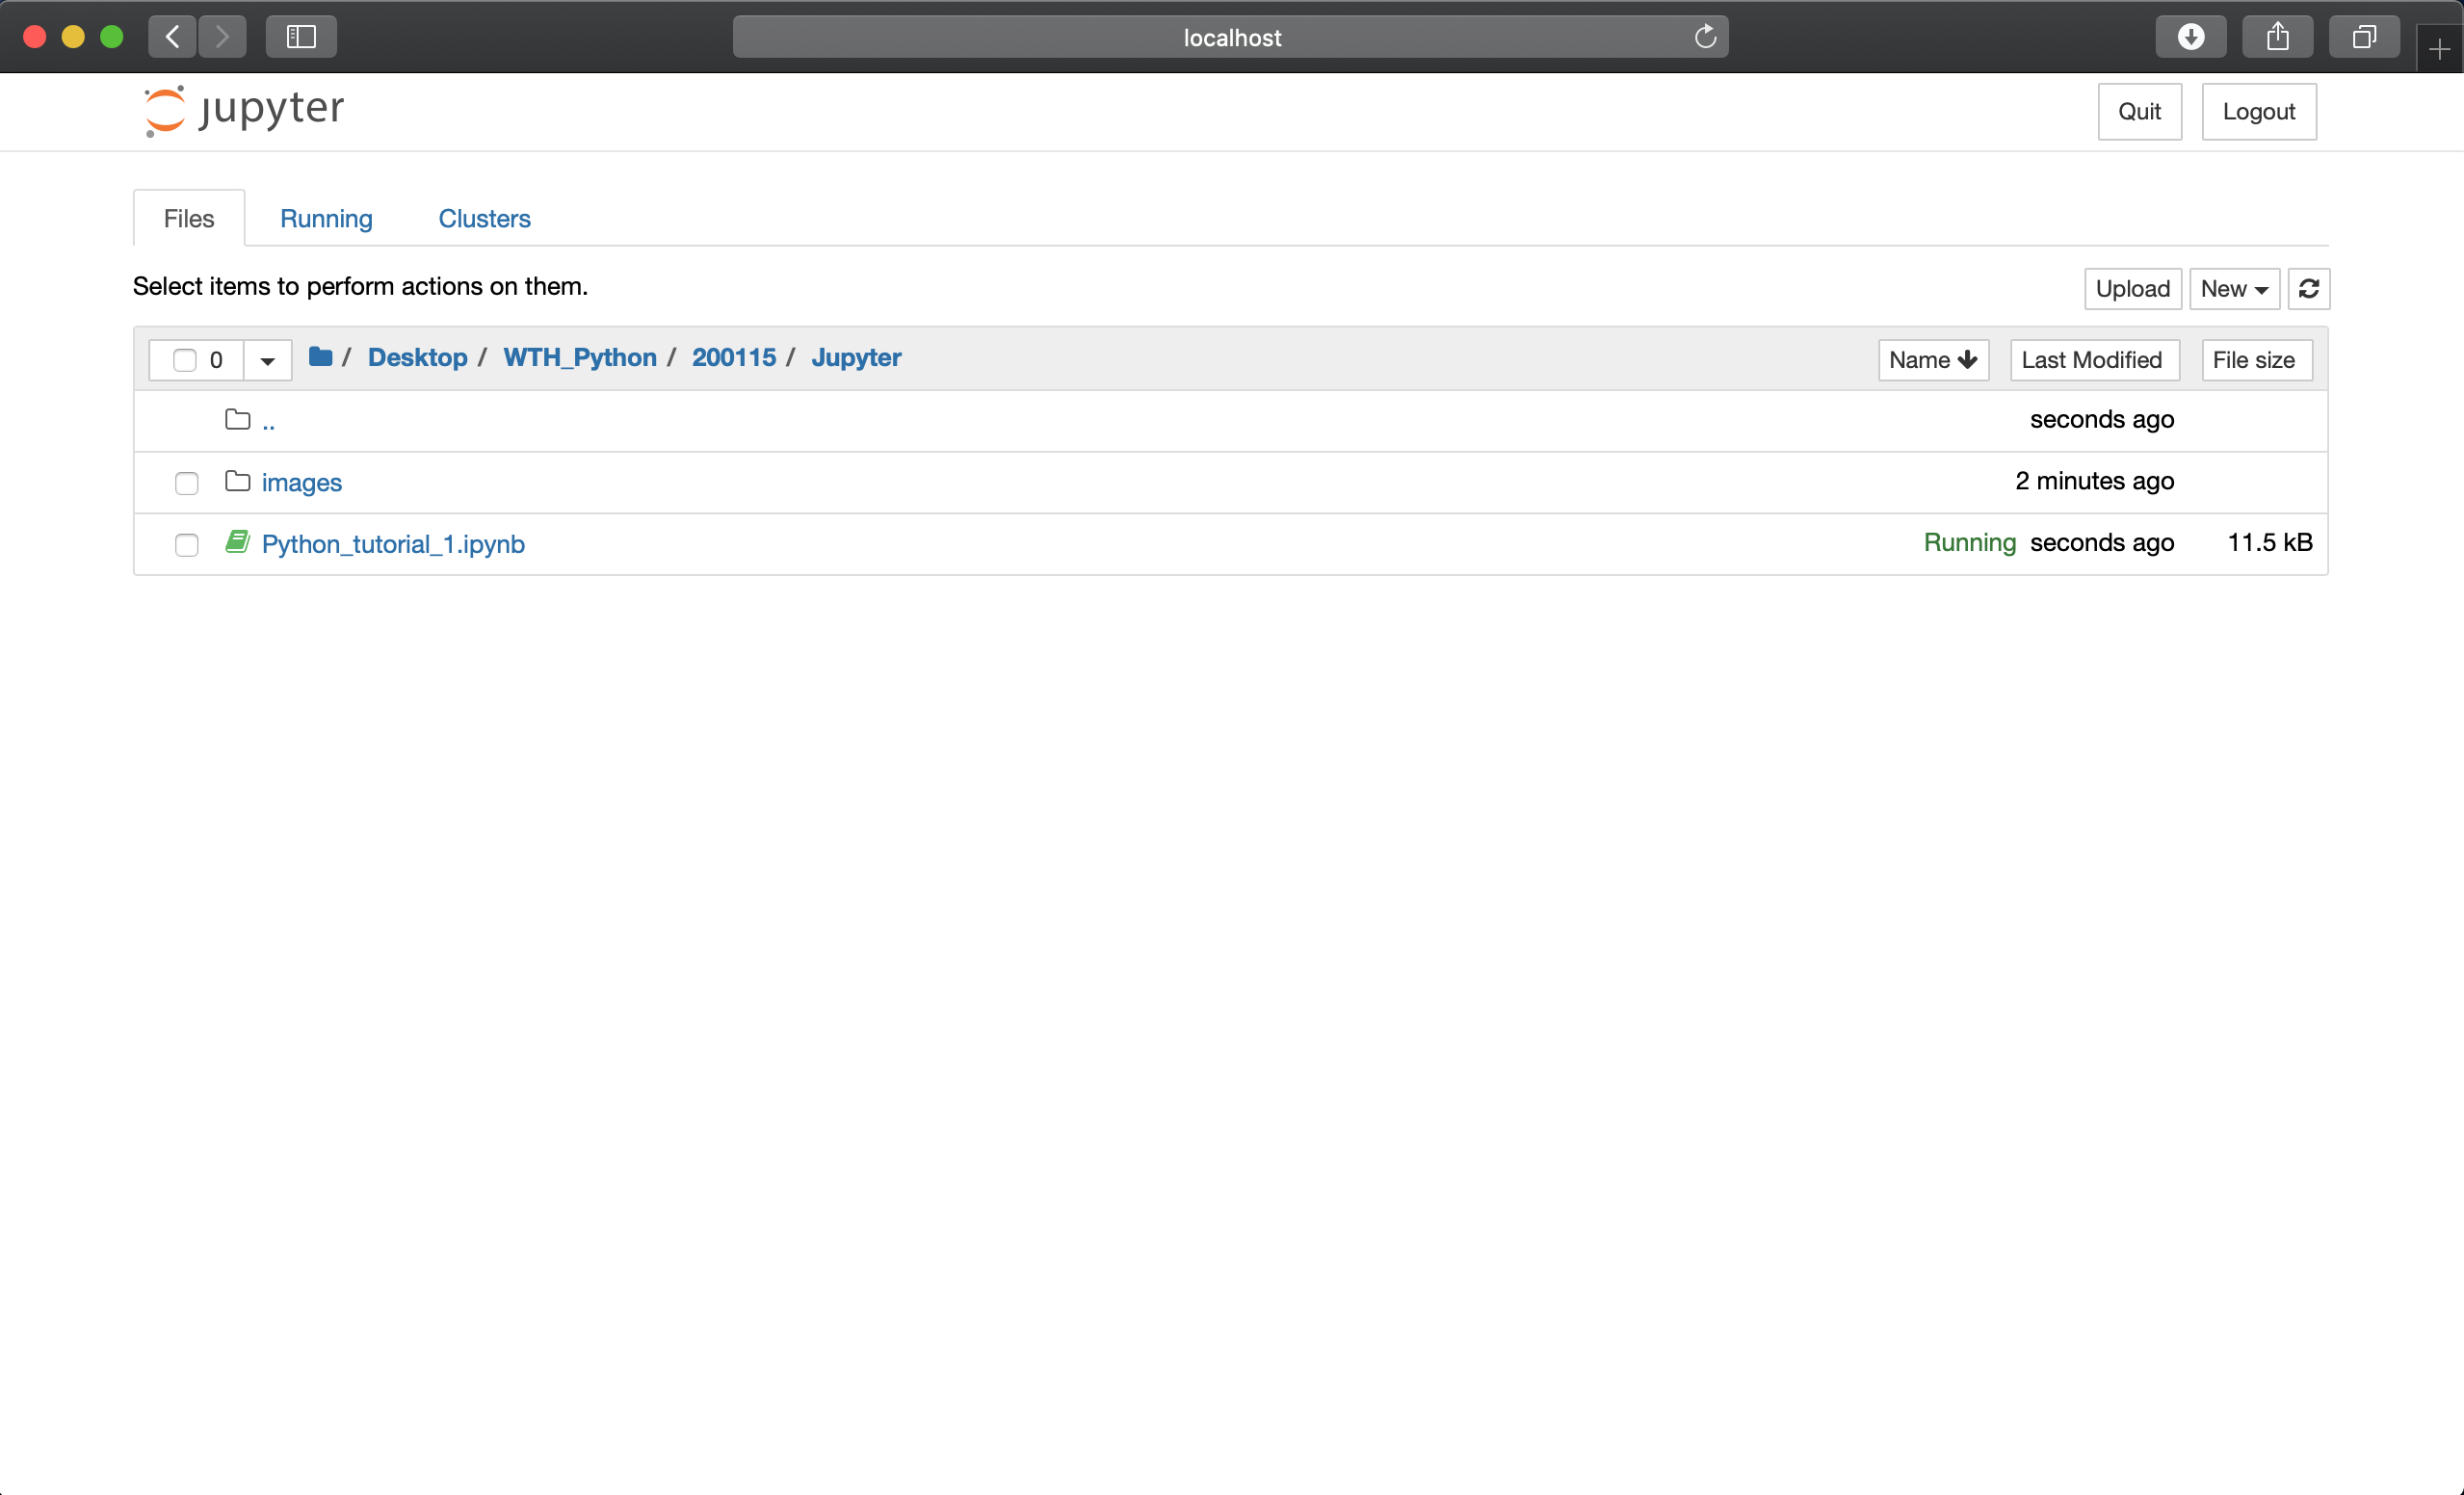 localhost
jupyter
Quit Logout
Files Running Clusters
Select items to perform actions on them.
Upload New
0 / Desktop / WTH_Python / 200115 / Jupyter Name Last Modified File size
.. seconds ago
images 2 minutes ago
Python_tutorial_1.ipynb Running seconds ago 11.5 kB